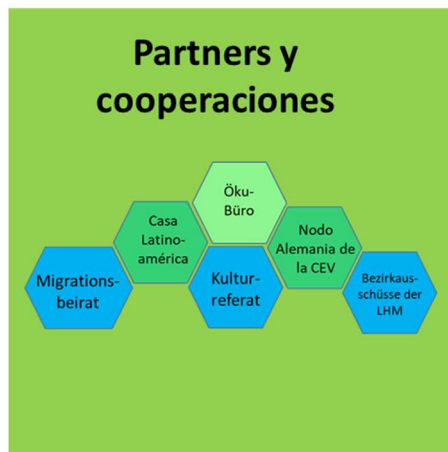 Partners y
cooperaciones
Öku-
Büro
Casa
Latino-
américa
Nodo
Alemania de
la CEV
Migrations-
beirat
Kultur-
referat
Bezirkaus-
schüsse der
LHM